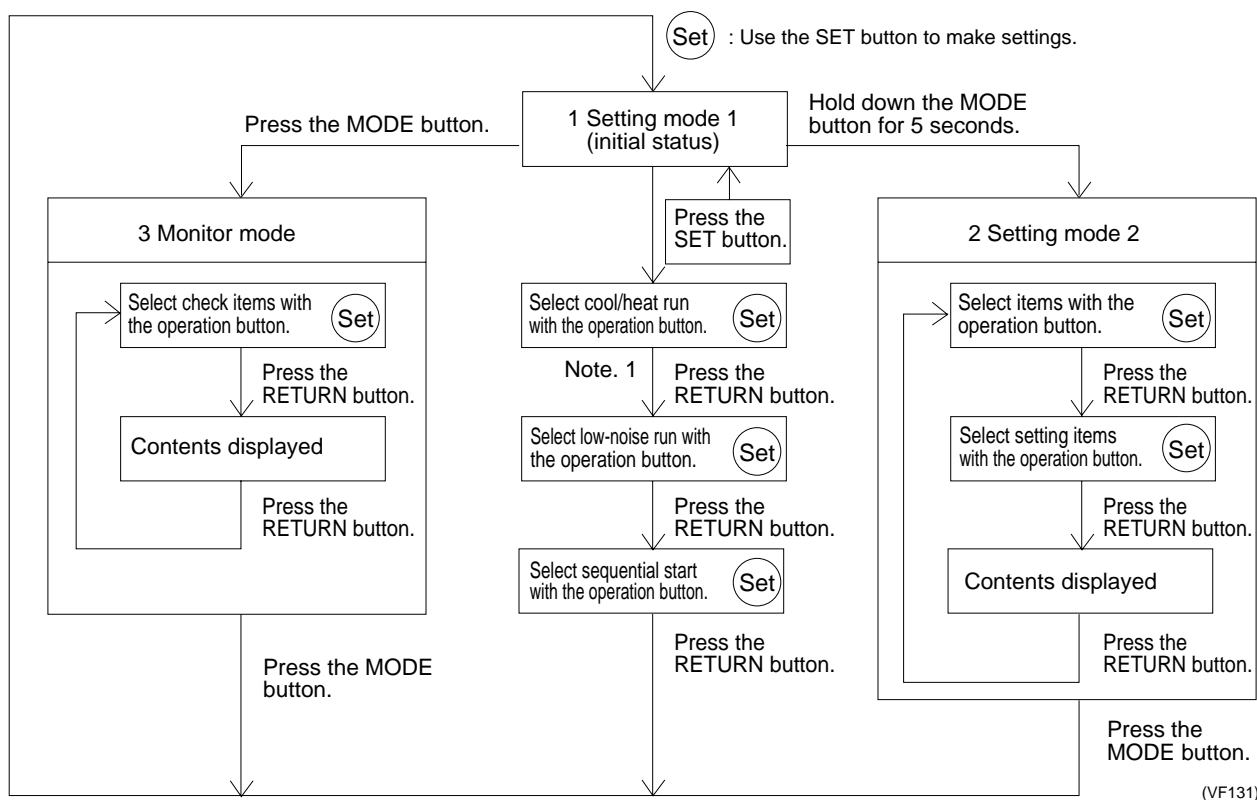 Set : Use the SET button to make settings.
Press the MODE button.
1 Setting mode 1
(initial status)
Hold down the MODE
button for 5 seconds.
Press the
SET button.
3 Monitor mode
Select check items with
the operation button.
Set
Press the
RETURN button.
Contents displayed
Press the
RETURN button.
Press the MODE
button.
Select cool/heat run
with the operation button.
Set
Note. 1
Press the
RETURN button.
Select low-noise run with
the operation button.
Set
Press the
RETURN button.
Select sequential start
with the operation button.
Set
Press the
RETURN button.
2 Setting mode 2
Select items with the
operation button.
Set
Press the
RETURN button.
Select setting items
with the operation button.
Set
Press the
RETURN button.
Contents displayed
Press the
RETURN button.
Press the
MODE button.
(VF131)